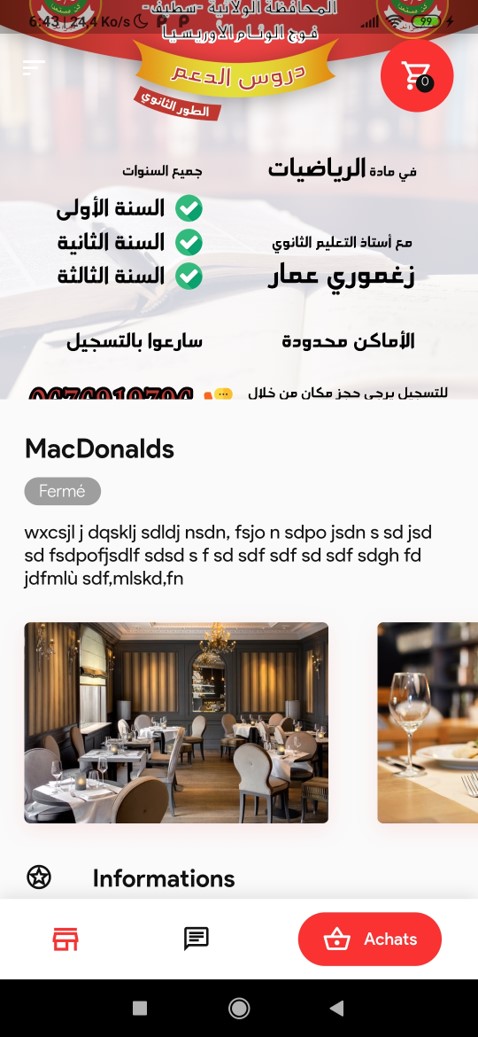 المحافظة الولائية -سطيف-
6:43 | 24,4 Ko/s
99
فوج الوئام الأوريسيا
دروس الدعم
الطور الثانوي
0
في مادة الرياضيات
جميع السنوات
السنة الأولى
السنة الثانية
السنة الثالثة
مع أستاذ التعليم الثانوي
زغموري عمار
الأماكن محدودة
سارعوا بالتسجيل
للتسجيل يرجى حجز مكان من خلال
MacDonalds
Fermé
wxcsjl j dqsklj sdldj nsdn, fsjo n sdpo jsdn s sd jsd
sd fsdpofjsdlf sdsd s f sd sdf sdf sd sdf sdgh fd
jdfmlù sdf,mlskd,fn
Informations
Achats